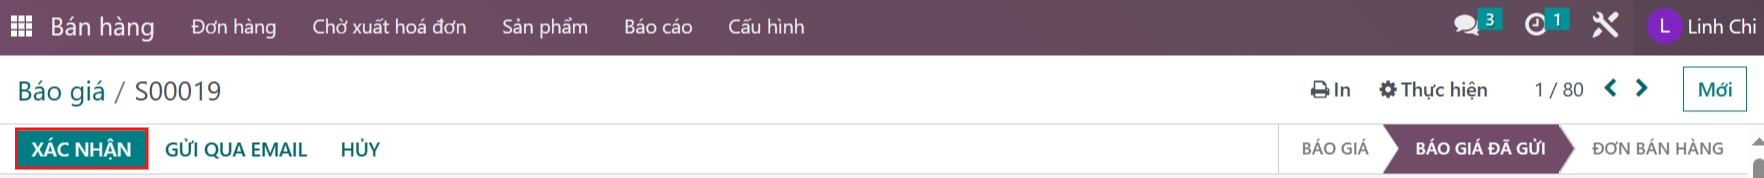 Bán hàng Đơn hàng Chờ xuất hoá đơn Sản phẩm Báo cáo Cấu hình 3 1 L Linh Chi
Báo giá / S00019 In Thực hiện 1 / 80 Mới
XÁC NHẬN GỬI QUA EMAIL HỦY BÁO GIÁ BÁO GIÁ ĐÃ GỬI ĐƠN BÁN HÀNG